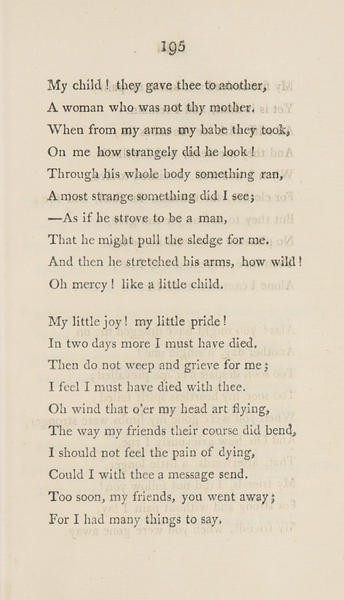 195
My child! they gave thee to another,
A woman who was not thy mother.
When from my arms my babe they took,
On me how strangely did he look!
Through his whole body something ran,
A most strange something did I see;
—As if he strove to be a man,
That he might pull the sledge for me.
And then he stretched his arms, how wild!
Oh mercy! like a little child.
My little joy! my little pride!
In two days more I must have died.
Then do not weep and grieve for me;
I feel I must have died with thee.
Oh wind that o'er my head art flying,
The way my friends their course did bend,
I should not feel the pain of dying,
Could I with thee a message send.
Too soon, my friends, you went away;
For I had many things to say.